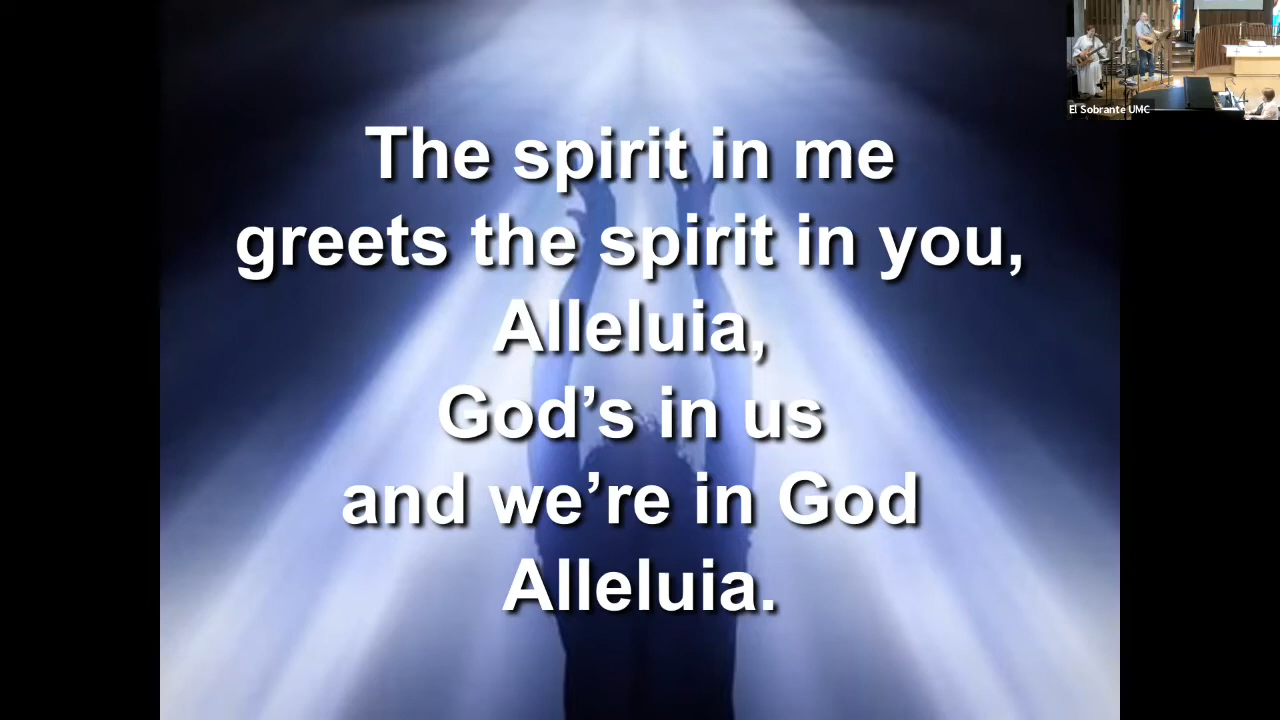 The spirit in me
greets the spirit in you,
Alleluia,
God’s in us
and we’re in God
Alleluia.
El Sobrante UMC